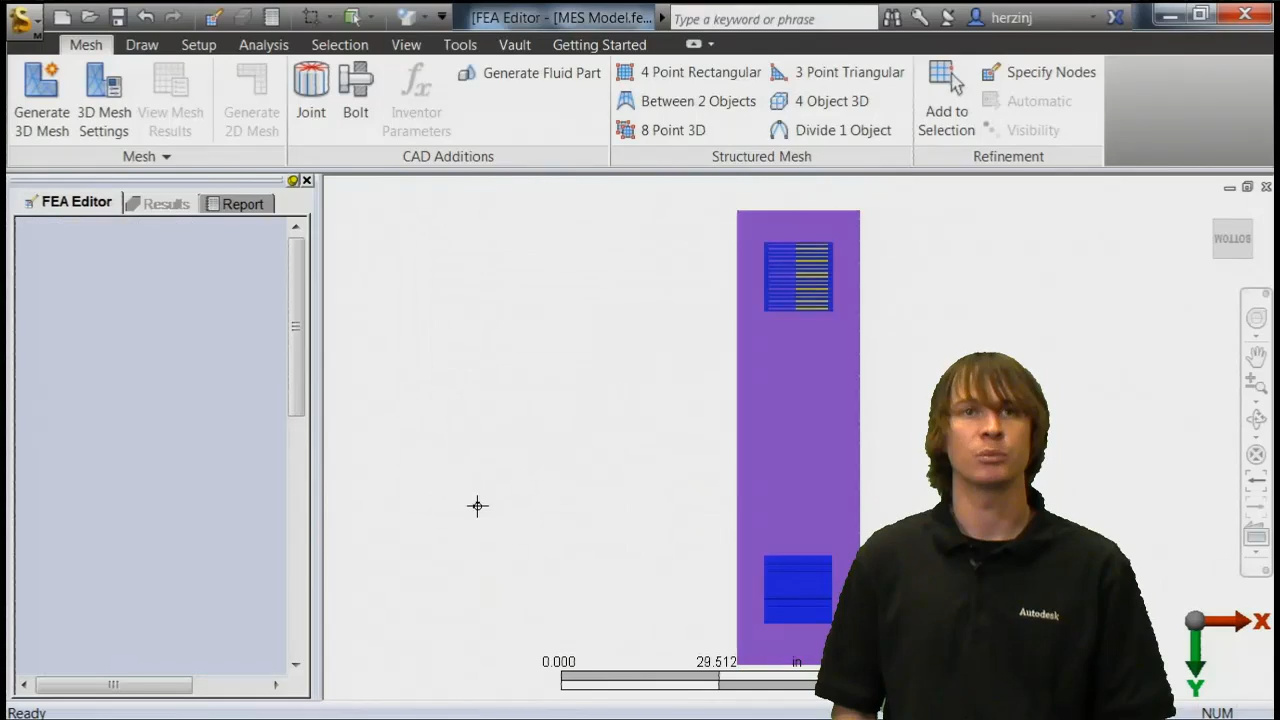 [FEA Editor - [MES Model.fe...
Type a keyword or phrase
herzinj
Mesh Draw Setup Analysis Selection View Tools Vault Getting Started
Generate 3D Mesh
3D Mesh Settings
View Mesh Results
Generate 2D Mesh
Mesh
Joint
Bolt
Inventor Parameters
Generate Fluid Part
CAD Additions
4 Point Rectangular
3 Point Triangular
Between 2 Objects
4 Object 3D
8 Point 3D
Divide 1 Object
Structured Mesh
Add to Selection
Specify Nodes
Automatic
Visibility
Refinement
FEA Editor
Results
Report
BOTTOM
Autodesk
0.000 29.512 in
X
Y
Ready
NUM